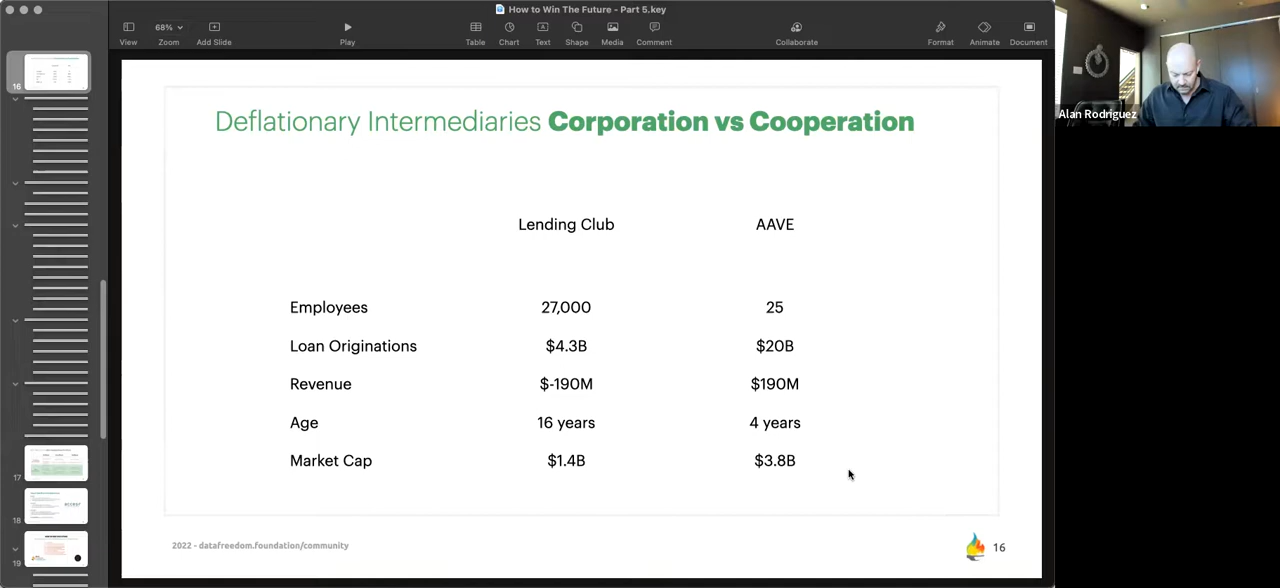 How to Win The Future - Part 5.key
68%
View Zoom Add Slide Play Table Chart Text Shape Media Comment Collaborate Format Animate Document
Alan Rodriguez
16
17
18
19
Deflationary Intermediaries Corporation vs Cooperation
Lending Club AAVE
Employees 27,000 25
Loan Originations $4.3B $20B
Revenue $-190M $190M
Age 16 years 4 years
Market Cap $1.4B $3.8B
2022 - datafreedom.foundation/community
16